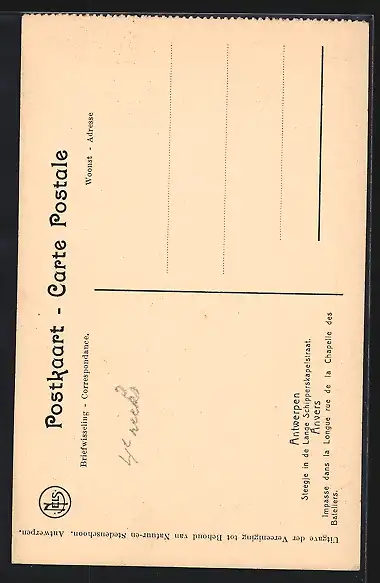 Postkaart - Carte Postale
Briefwisseling - Correspondance.
Woonst - Adresse
Antwerpen
Steegje in de Lange Schipperskapelstraat.
Anvers
Impasse dans la Longue rue de la Chapelle des
Bateliers.
NELS
Uitgave der Vereeniging tot Behoud van Natuur-en Stedenschoon. Antwerpen.